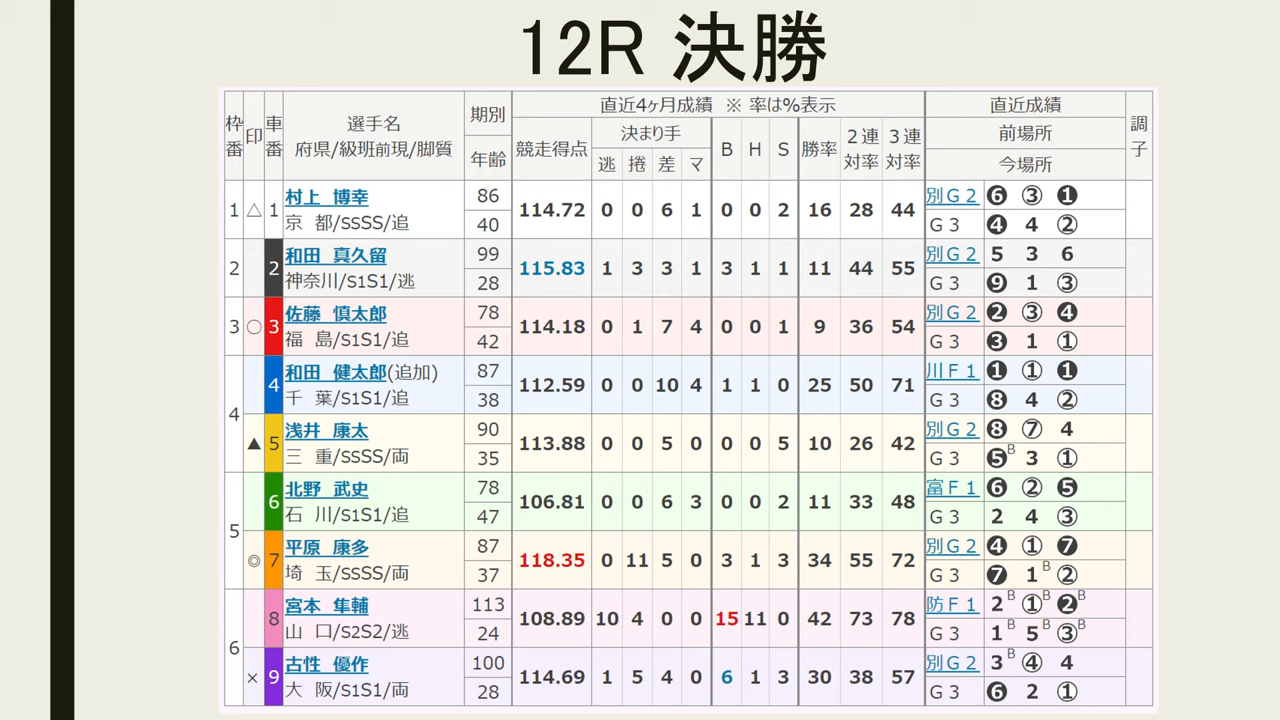 12R 決勝
枠番 印 車番 選手名 府県/級班前現/脚質 期別 年齢 直近4ヶ月成績 ※ 率は%表示 直近成績 調子
競走得点 決まり手 B H S 勝率 2連対率 3連対率 前場所
逃 捲 差 マ 今場所
1 △ 1 村上 博幸 86 114.72 0 0 6 1 0 0 2 16 28 44 別G2 ❻ ③ ❶
京 都/SSSS/追 40 G3 ❹ 4 ②
2 2 和田 真久留 99 115.83 1 3 3 1 3 1 1 11 44 55 別G2 5 3 6
神奈川/S1S1/逃 28 G3 ❾ 1 ③
3 ○ 3 佐藤 慎太郎 78 114.18 0 1 7 4 0 0 1 9 36 54 別G2 ❷ ③ ❹
福 島/S1S1/追 42 G3 ❸ 1 ①
4 4 和田 健太郎(追加) 87 112.59 0 0 10 4 1 1 0 25 50 71 川F1 ❶ ① ❶
千 葉/S1S1/追 38 G3 ❽ 4 ②
▲ 5 浅井 康太 90 113.88 0 0 5 0 0 0 5 10 26 42 別G2 ❽ ⑦ 4
三 重/SSSS/両 35 G3 ❺B 3 ①
5 6 北野 武史 78 106.81 0 0 6 3 0 0 2 11 33 48 富F1 ❻ ② ❺
石 川/S1S1/追 47 G3 2 4 ③
◎ 7 平原 康多 87 118.35 0 11 5 0 3 1 3 34 55 72 別G2 ❹ ① ❼
埼 玉/SSSS/両 37 G3 ❼ 1B ②
6 8 宮本 隼輔 113 108.89 10 4 0 0 15 11 0 42 73 78 防F1 2B ①B ❷B
山 口/S2S2/逃 24 G3 1B 5B ③B
× 9 古性 優作 100 114.69 1 5 4 0 6 1 3 30 38 57 別G2 3B ④ 4
大 阪/S1S1/両 28 G3 ❻ 2 ①